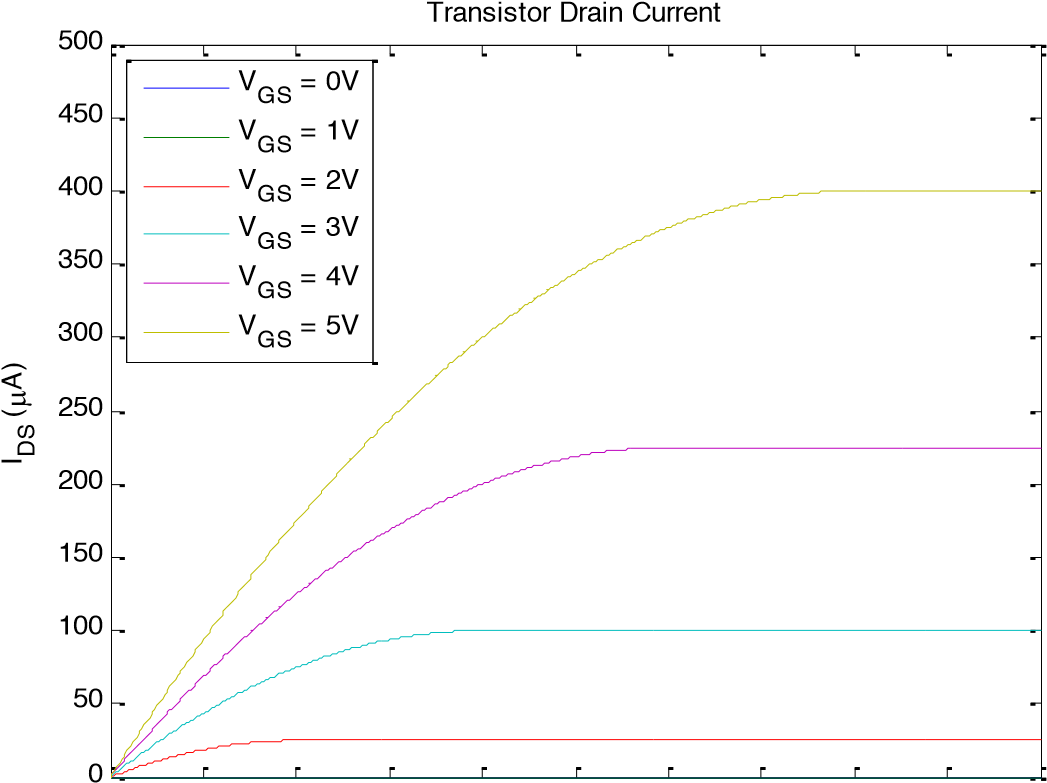 Transistor Drain Current
500
450
400
350
300
250
200
150
100
50
0
I_DS (μA)
V_GS = 0V
V_GS = 1V
V_GS = 2V
V_GS = 3V
V_GS = 4V
V_GS = 5V